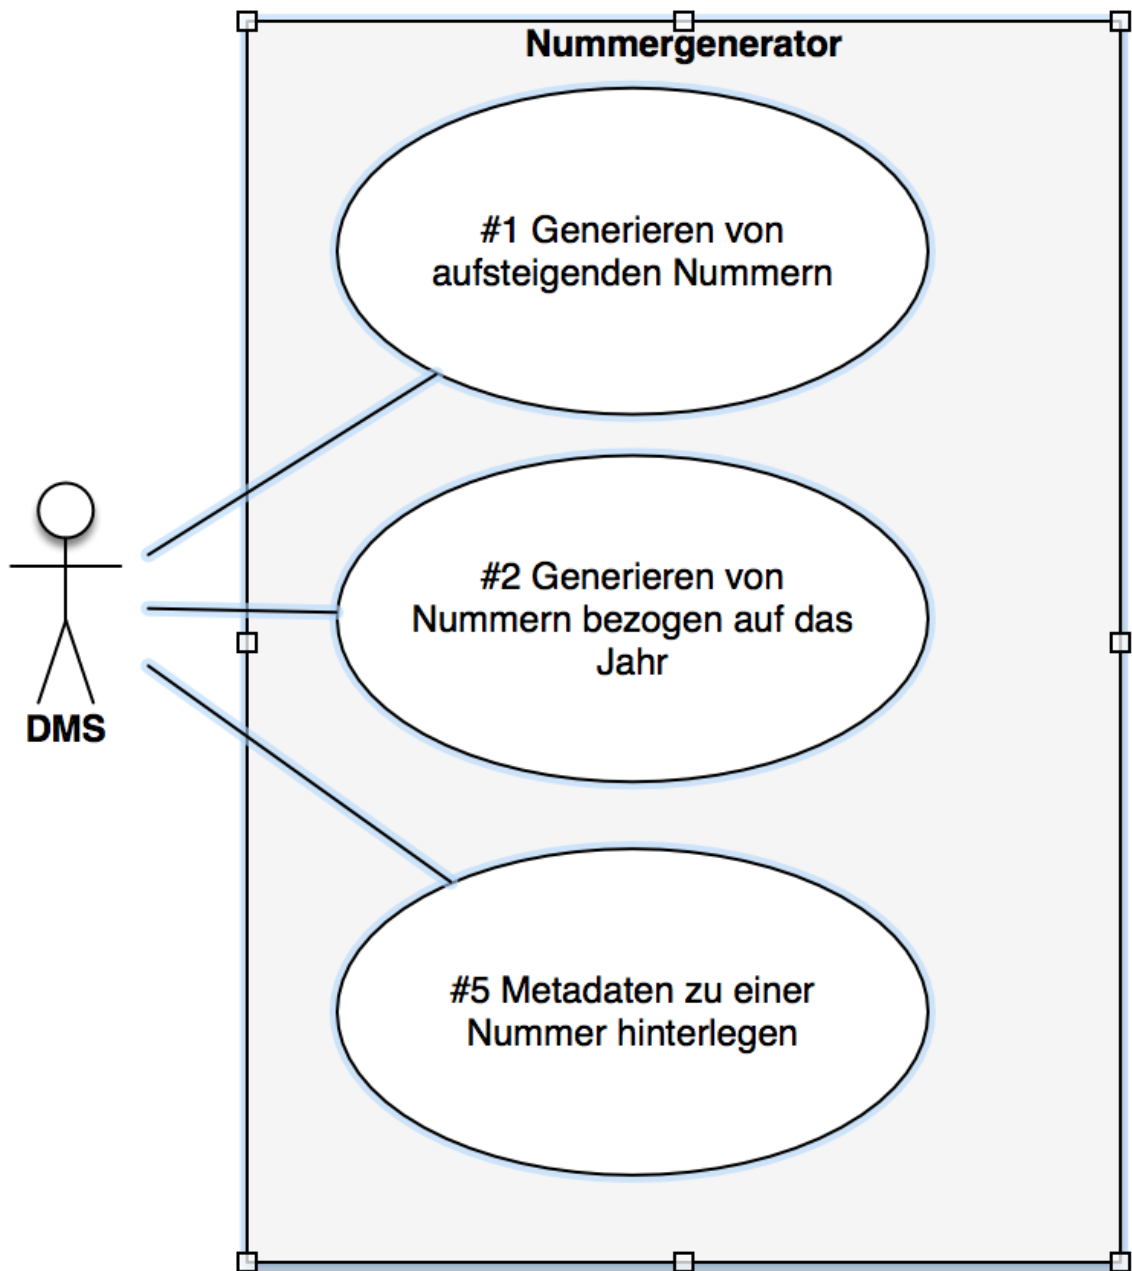 Nummergenerator
#1 Generieren von
aufsteigenden Nummern
#2 Generieren von
Nummern bezogen auf das
Jahr
DMS
#5 Metadaten zu einer
Nummer hinterlegen